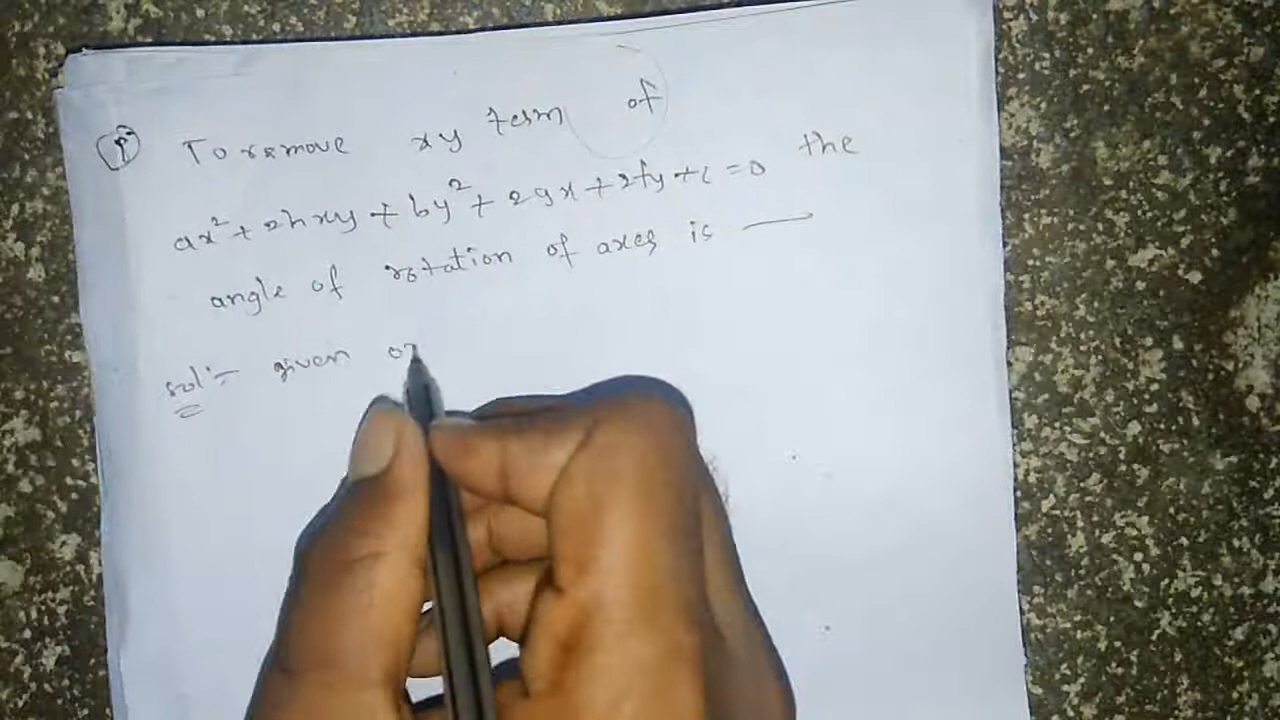 To remove xy term of
ax²+2hxy+by²+2gx+2fy+c=0 the
angle of rotation of axes is —
Sol:- given